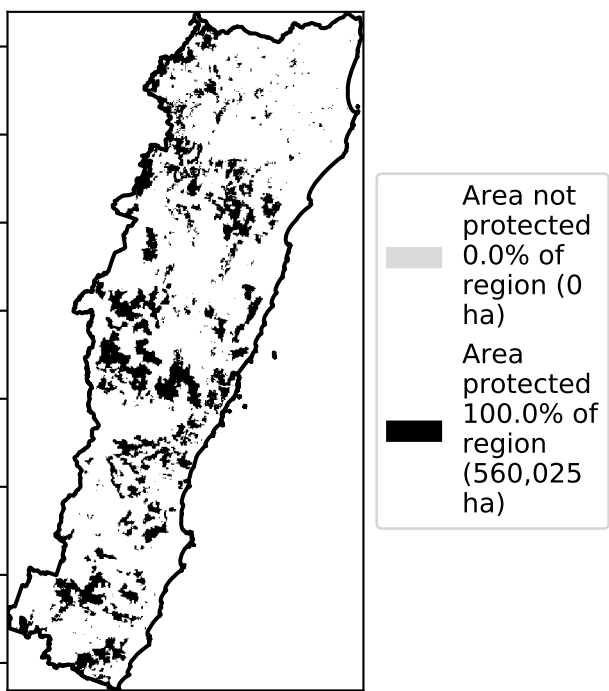 Area not
protected
0.0% of
region (0
ha)
Area
protected
100.0% of
region
(560,025
ha)